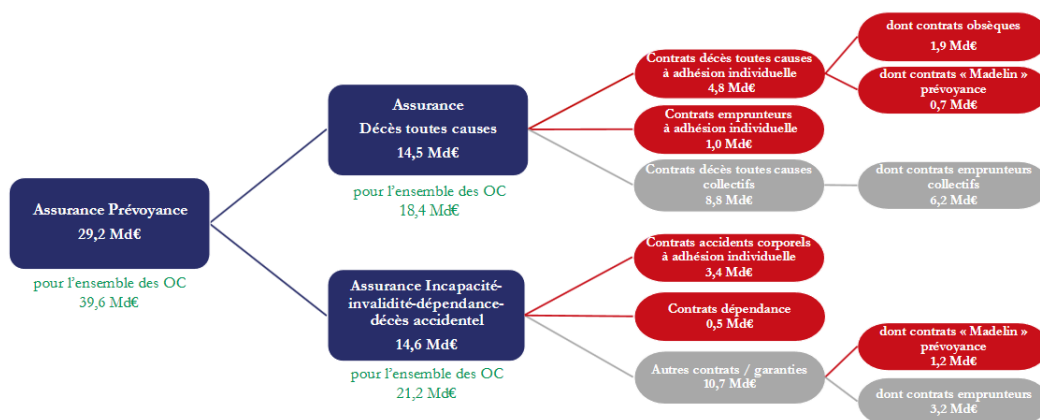 Assurance Prévoyance
29,2 Md€
pour l'ensemble des OC
39,6 Md€
Assurance
Décès toutes causes
14,5 Md€
pour l'ensemble des OC
18,4 Md€
Contrats décès toutes causes
à adhésion individuelle
4,8 Md€
dont contrats obsèques
1,9 Md€
dont contrats « Madelin »
prévoyance
0,7 Md€
Contrats emprunteurs
à adhésion individuelle
1,0 Md€
Contrats décès toutes causes
collectifs
8,8 Md€
dont contrats emprunteurs
collectifs
6,2 Md€
Assurance Incapacité-
invalidité-dépendance-
décès accidentel
14,6 Md€
pour l'ensemble des OC
21,2 Md€
Contrats accidents corporels
à adhésion individuelle
3,4 Md€
Contrats dépendance
0,5 Md€
Autres contrats / garanties
10,7 Md€
dont contrats « Madelin »
prévoyance
1,2 Md€
dont contrats emprunteurs
3,2 Md€